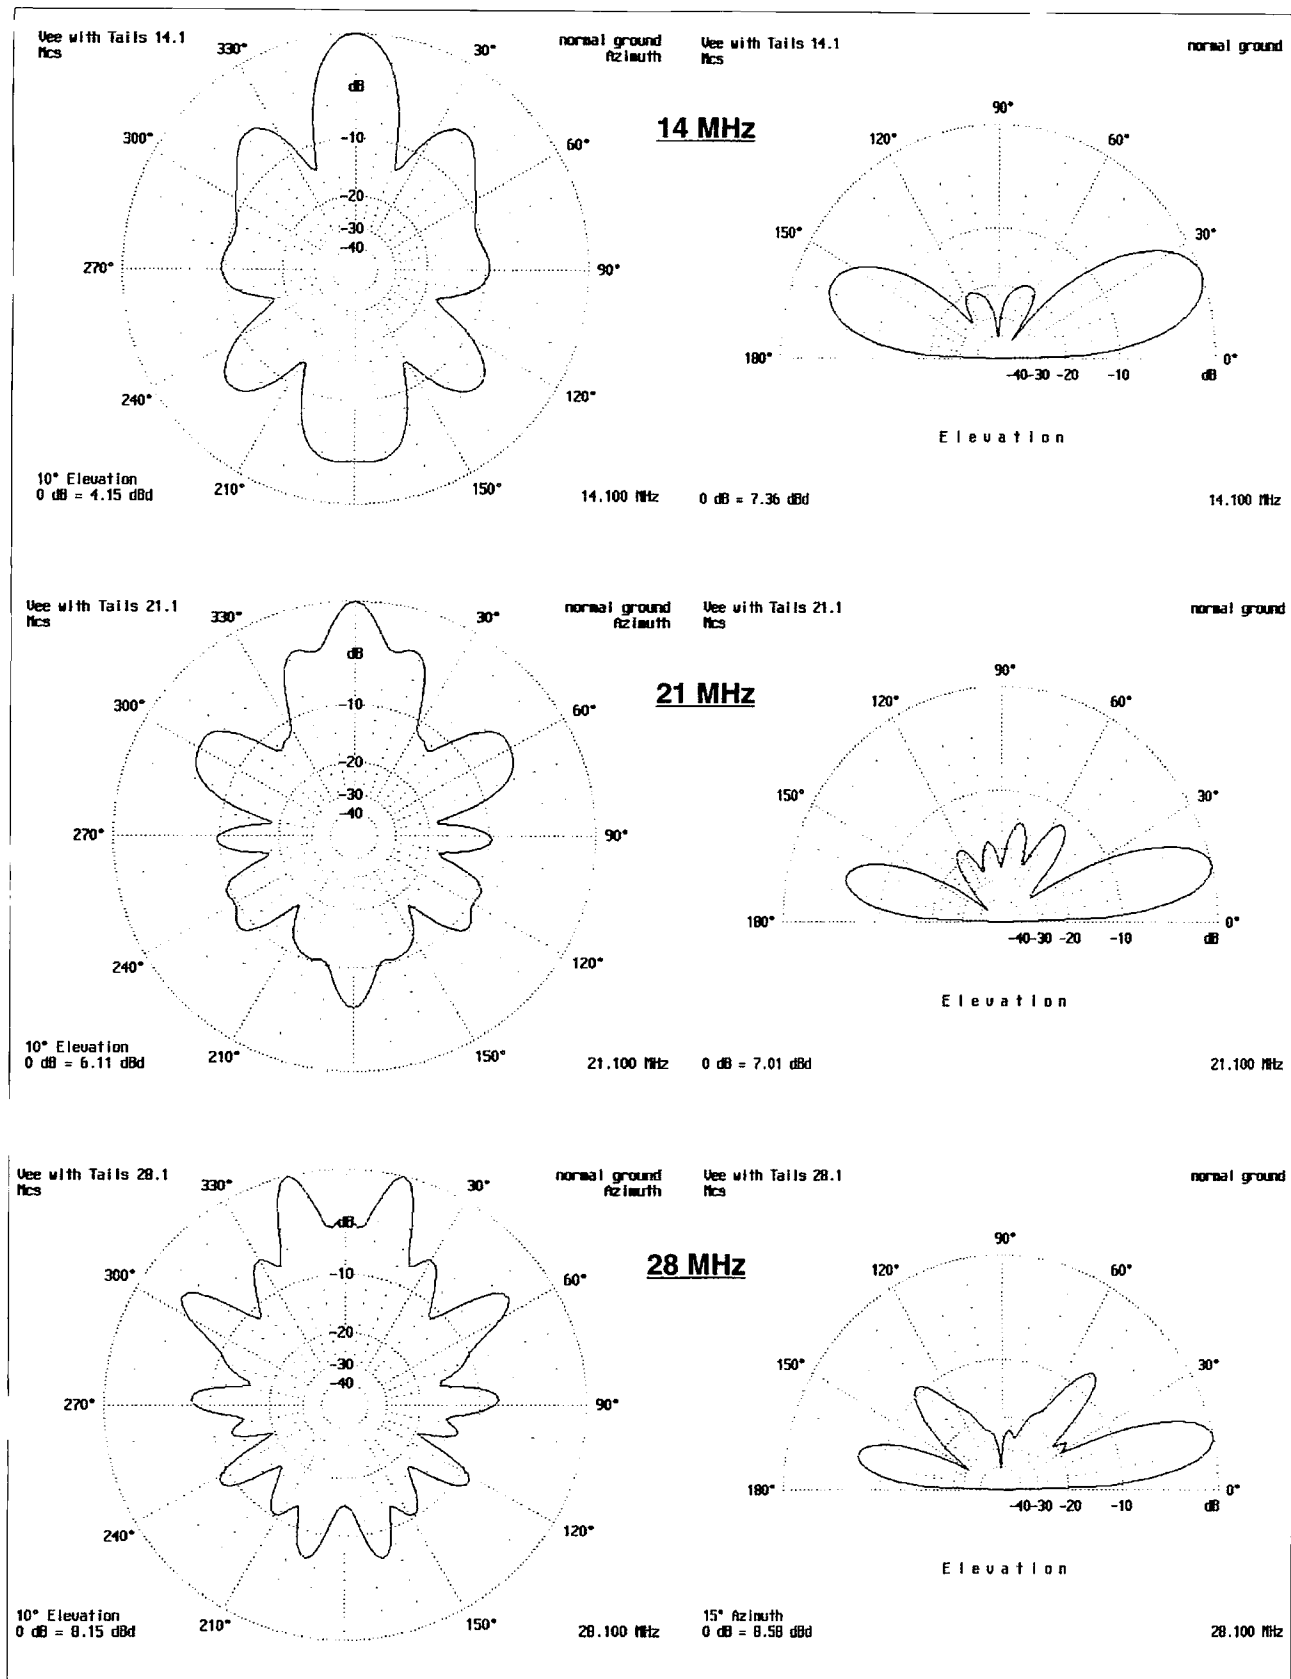 Vee with Tails 14.1
Mcs
normal ground
Azimuth
330°
30°
300°
60°
270°
90°
240°
120°
210°
150°
dB
-10
-20
-30
-40
10° Elevation
0 dB = 4.15 dBd
14.100 MHz
14 MHz
Vee with Tails 14.1
Mcs
normal ground
90°
120°
60°
150°
30°
180°
0°
-40-30 -20 -10 dB
Elevation
0 dB = 7.36 dBd
14.100 MHz
Vee with Tails 21.1
Mcs
normal ground
Azimuth
330°
30°
300°
60°
270°
90°
240°
120°
210°
150°
dB
-10
-20
-30
-40
10° Elevation
0 dB = 6.11 dBd
21.100 MHz
21 MHz
Vee with Tails 21.1
Mcs
normal ground
90°
120°
60°
150°
30°
180°
0°
-40-30 -20 -10 dB
Elevation
0 dB = 7.01 dBd
21.100 MHz
Vee with Tails 28.1
Mcs
normal ground
Azimuth
330°
30°
300°
60°
270°
90°
240°
120°
210°
150°
dB
-10
-20
-30
-40
10° Elevation
0 dB = 8.15 dBd
28.100 MHz
28 MHz
Vee with Tails 28.1
Mcs
normal ground
90°
120°
60°
150°
30°
180°
0°
-40-30 -20 -10 dB
Elevation
15° Azimuth
0 dB = 8.58 dBd
28.100 MHz